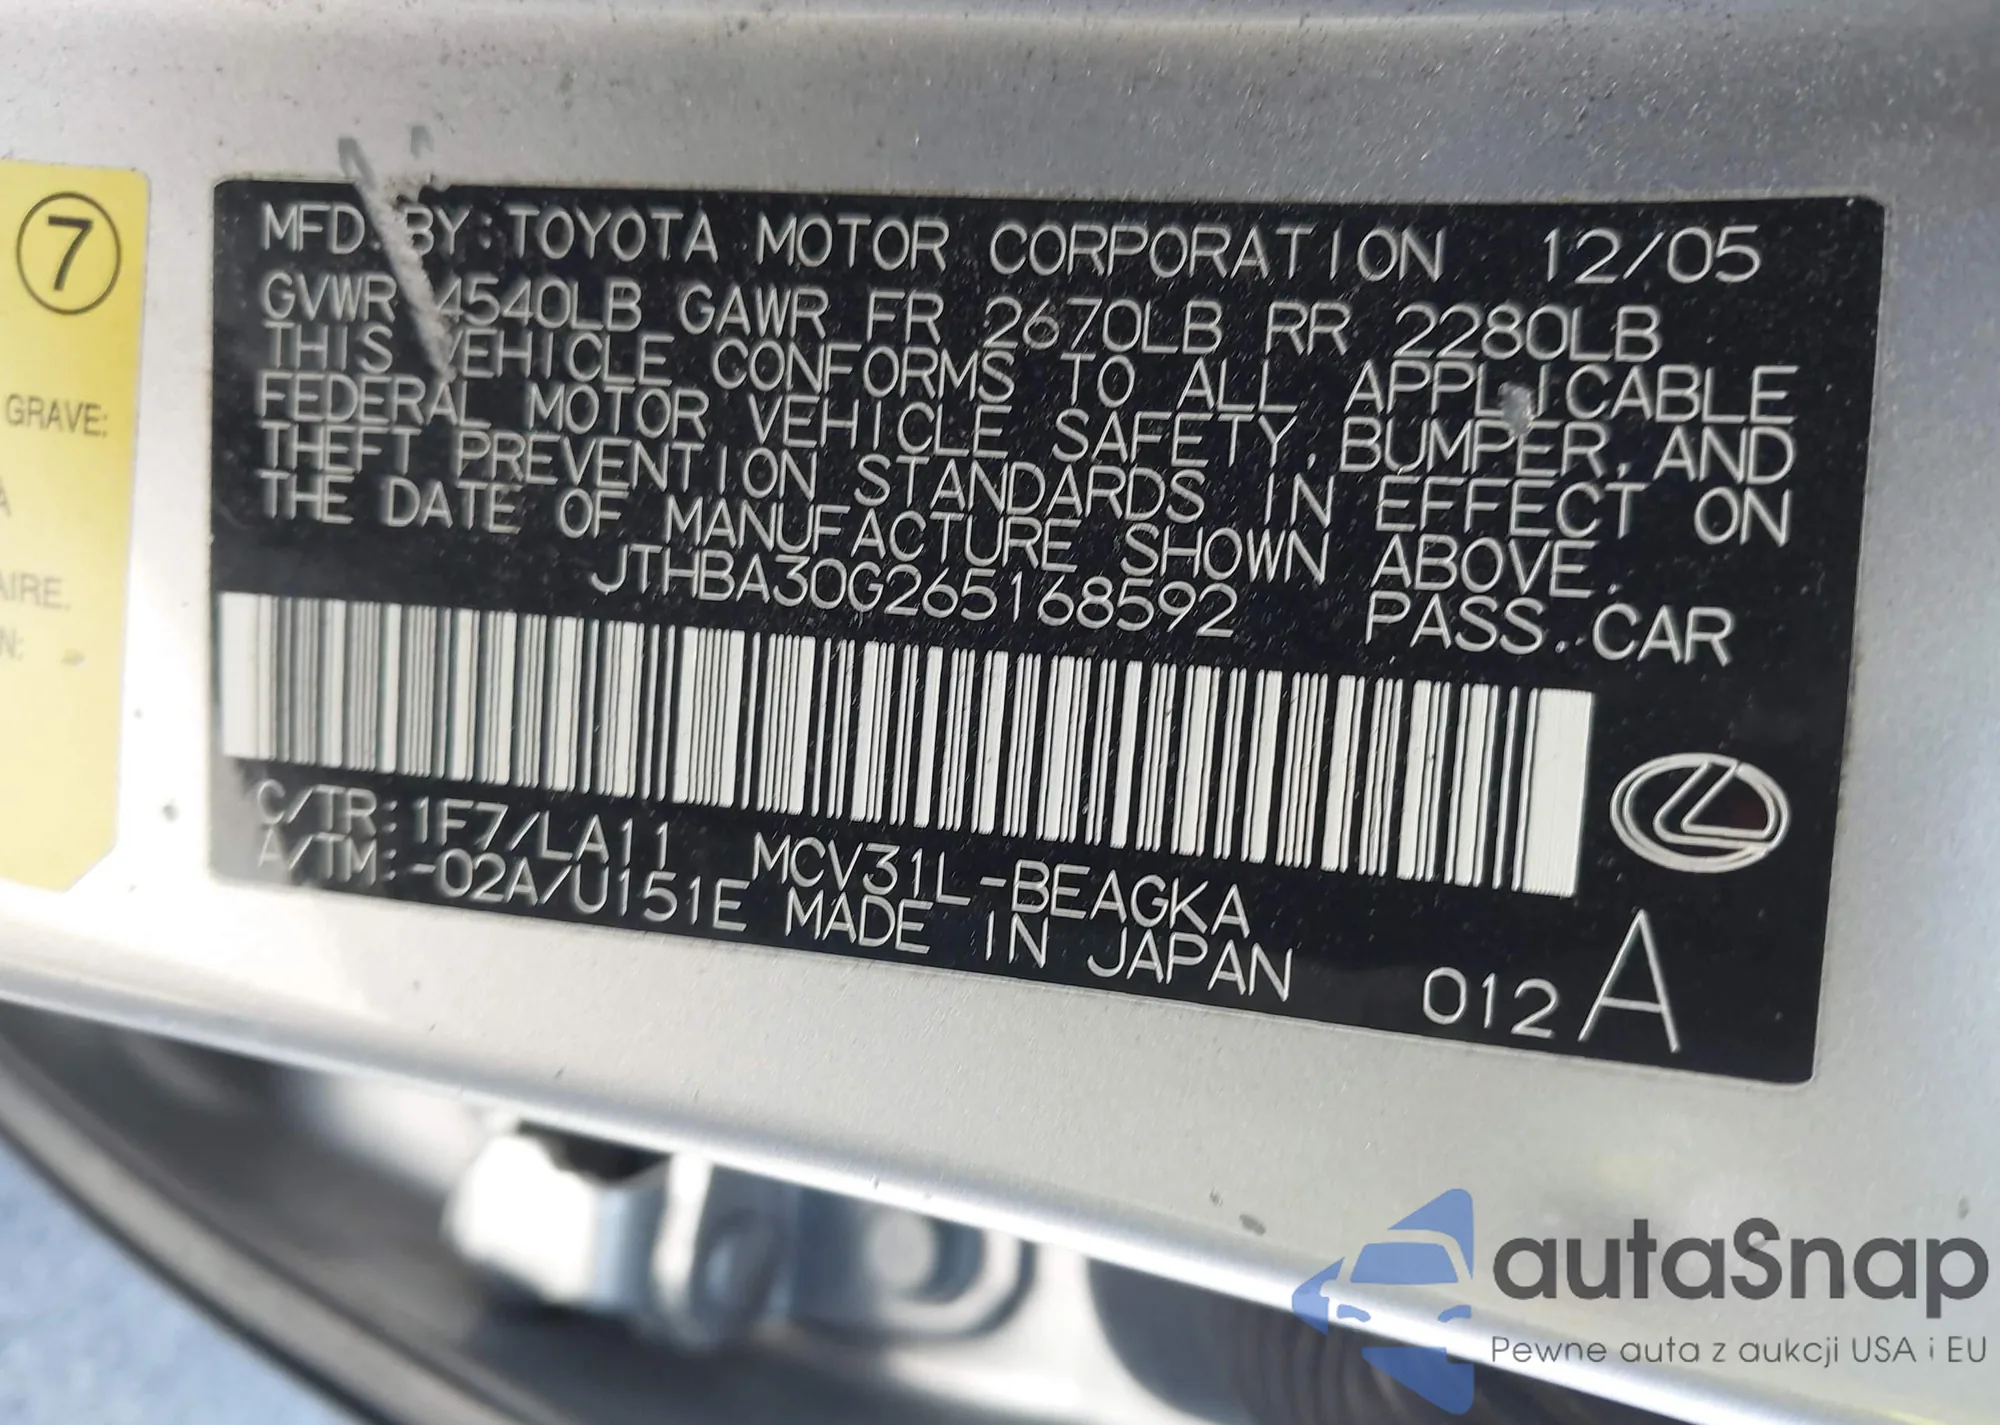 7
GRAVE:
A
AIRE.
N:
MFD. BY: TOYOTA MOTOR CORPORATION 12/05
GVWR 4540LB GAWR FR 2670LB RR 2280LB
THIS VEHICLE CONFORMS TO ALL APPLICABLE
FEDERAL MOTOR VEHICLE SAFETY, BUMPER, AND
THEFT PREVENTION STANDARDS IN EFFECT ON
THE DATE OF MANUFACTURE SHOWN ABOVE.
JTHBA30G265168592 PASS. CAR
C/TR: 1F7/LA11 MCV31L-BEAGKA
A/TM: -02A/U151E MADE IN JAPAN
012 A
autaSnap
Pewne auta z aukcji USA i EU